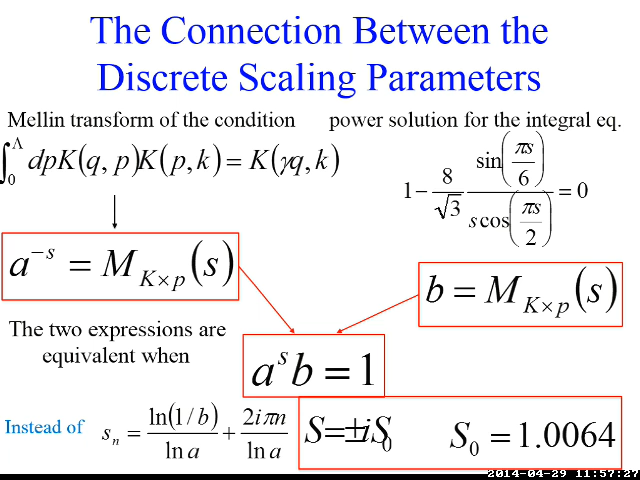 The Connection Between the
Discrete Scaling Parameters
Mellin transform of the condition
power solution for the integral eq.
∫₀^Λ dpK(q, p)K(p, k) = K(γq, k)
1 − 8/√3 sin(πs/6)/(s cos(πs/2)) = 0
a^{−s} = M_{K×p}(s)
b = M_{K×p}(s)
The two expressions are
equivalent when
a^s b = 1
Instead of
s_n = ln(1/b)/ln a + 2iπn/ln a
S=±iS₀
S₀ = 1.0064
2014-04-29 11:57:27